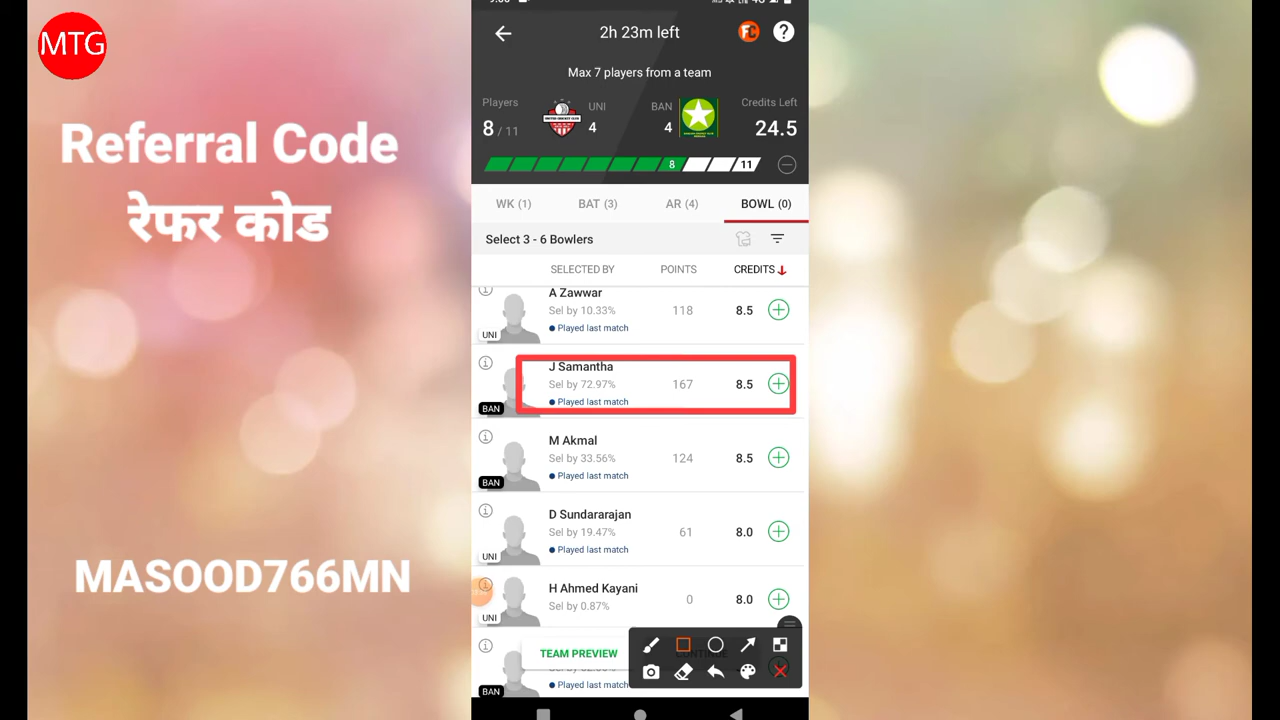 MTG
Referral Code
रेफर कोड
MASOOD766MN
2h 23m left
FC
?
Max 7 players from a team
Players
8 / 11
UNI
4
BAN
4
Credits Left
24.5
8
11
WK (1)
BAT (3)
AR (4)
BOWL (0)
Select 3 - 6 Bowlers
SELECTED BY
POINTS
CREDITS
A Zawwar
Sel by 10.33%
118
8.5
Played last match
UNI
J Samantha
Sel by 72.97%
167
8.5
Played last match
BAN
M Akmal
Sel by 33.56%
124
8.5
Played last match
BAN
D Sundararajan
Sel by 19.47%
61
8.0
Played last match
UNI
H Ahmed Kayani
Sel by 0.87%
0
8.0
UNI
TEAM PREVIEW
Played last match
BAN